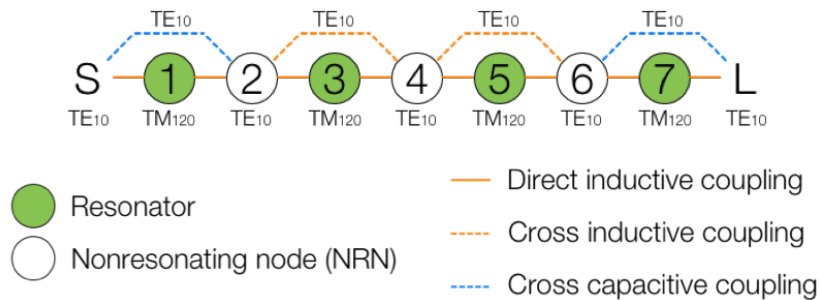 TE10 TE10 TE10 TE10
S 1 2 3 4 5 6 7 L
TE10 TM120 TE10 TM120 TE10 TM120 TE10 TM120 TE10
Direct inductive coupling
Resonator
Cross inductive coupling
Nonresonating node (NRN)
Cross capacitive coupling